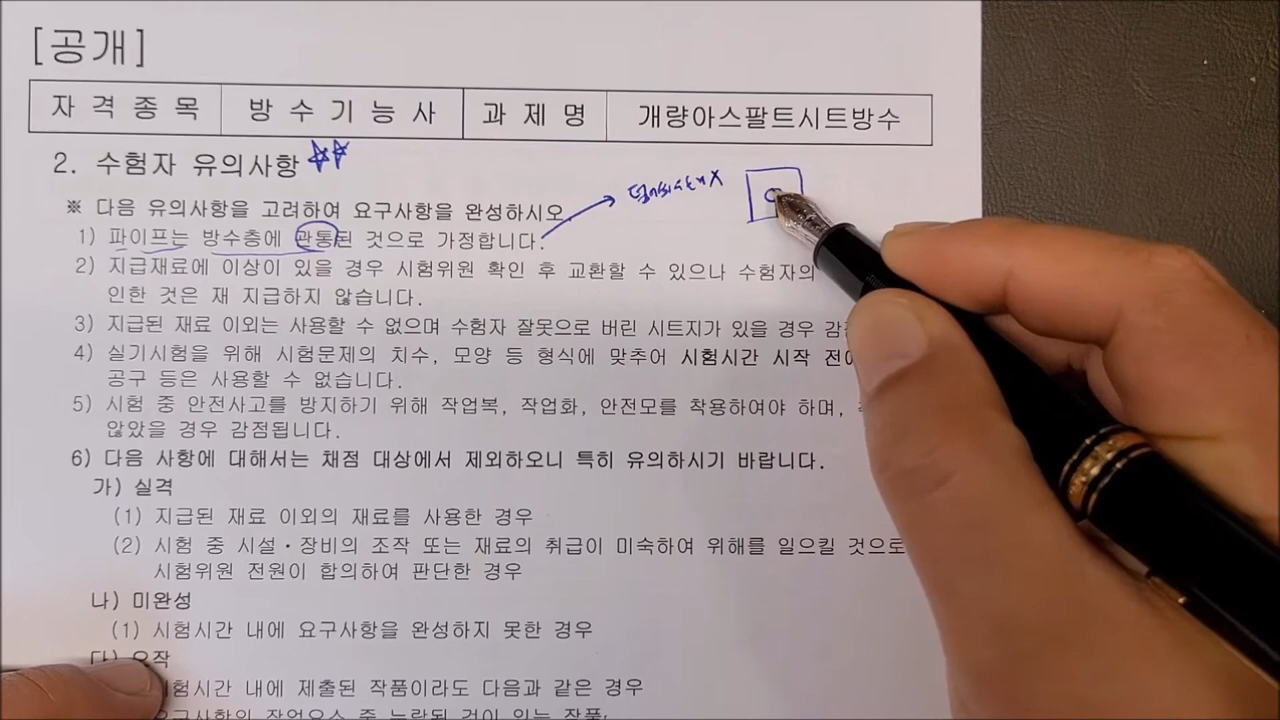 [공개]
자 격 종 목 방 수 기 능 사 과 제 명 개량아스팔트시트방수
2. 수험자 유의사항
※ 다음 유의사항을 고려하여 요구사항을 완성하시오.
1) 파이프는 방수층에 관통된 것으로 가정합니다.
2) 지급재료에 이상이 있을 경우 시험위원 확인 후 교환할 수 있으나 수험자의
인한 것은 재 지급하지 않습니다.
3) 지급된 재료 이외는 사용할 수 없으며 수험자 잘못으로 버린 시트지가 있을 경우
4) 실기시험을 위해 시험문제의 치수, 모양 등 형식에 맞추어 시험시간 시작
공구 등은 사용할 수 없습니다.
5) 시험 중 안전사고를 방지하기 위해 작업복, 작업화, 안전모를 착용하여야 하며,
않았을 경우 감점됩니다.
6) 다음 사항에 대해서는 채점 대상에서 제외하오니 특히 유의하시기 바랍니다.
가) 실격
(1) 지급된 재료 이외의 재료를 사용한 경우
(2) 시험 중 시설·장비의 조작 또는 재료의 취급이 미숙하여 위해를 일으킬 것으로
시험위원 전원이 합의하여 판단한 경우
나) 미완성
(1) 시험시간 내에 요구사항을 완성하지 못한 경우
다) 오작
시험시간 내에 제출된 작품이라도 다음과 같은 경우